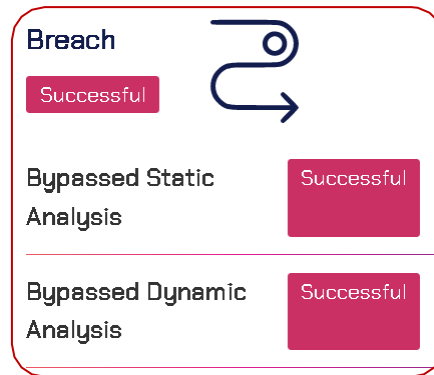 Breach
Successful
Bypassed Static Successful
Analysis
Bypassed Dynamic Successful
Analysis